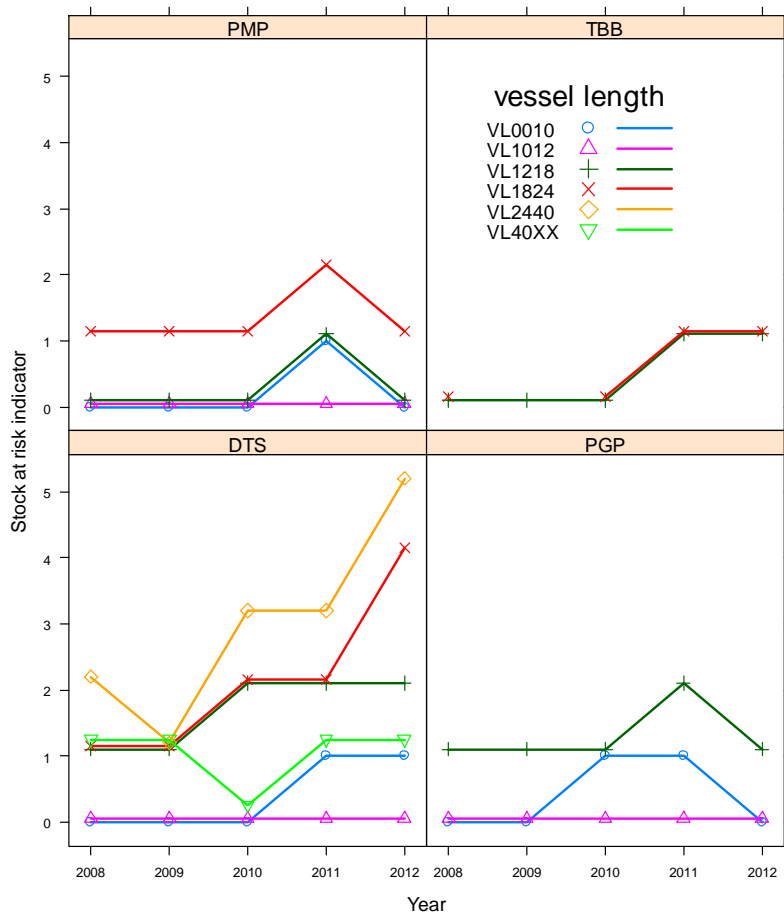 PMP
TBB
5
4
3
2
1
0
vessel length
VL0010
VL1012
VL1218
VL1824
VL2440
VL40XX
Stock at risk indicator
DTS
PGP
5
4
3
2
1
0
2008 2009 2010 2011 2012 2008 2009 2010 2011 2012
Year